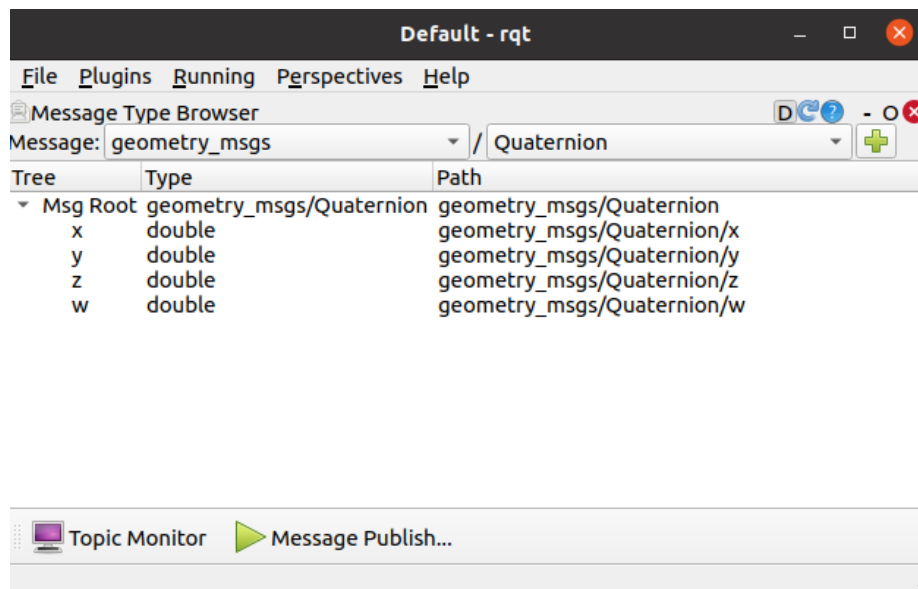 Default - rqt
File Plugins Running Perspectives Help
Message Type Browser D ? - O
Message: geometry_msgs / Quaternion
Tree Type Path
Msg Root geometry_msgs/Quaternion geometry_msgs/Quaternion
x double geometry_msgs/Quaternion/x
y double geometry_msgs/Quaternion/y
z double geometry_msgs/Quaternion/z
w double geometry_msgs/Quaternion/w
Topic Monitor Message Publish...